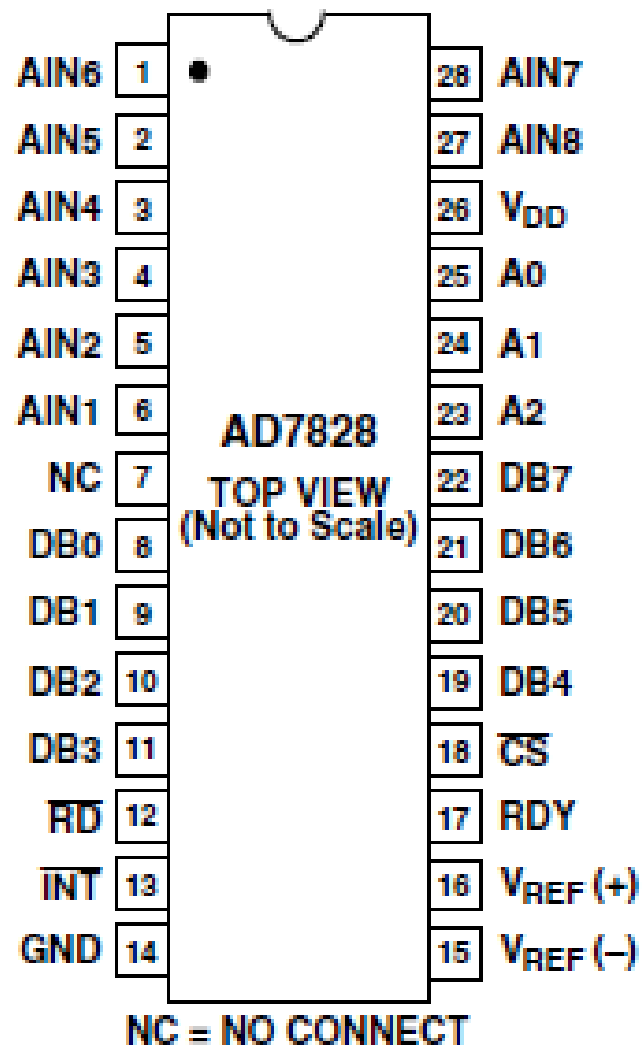 AIN6 1 28 AIN7
AIN5 2 27 AIN8
AIN4 3 26 VDD
AIN3 4 25 A0
AIN2 5 24 A1
AIN1 6 23 A2
AD7828
NC 7 22 DB7
TOP VIEW
(Not to Scale)
DB0 8 21 DB6
DB1 9 20 DB5
DB2 10 19 DB4
DB3 11 18 C̅S̅
R̅D̅ 12 17 RDY
I̅N̅T̅ 13 16 VREF (+)
GND 14 15 VREF (–)
NC = NO CONNECT